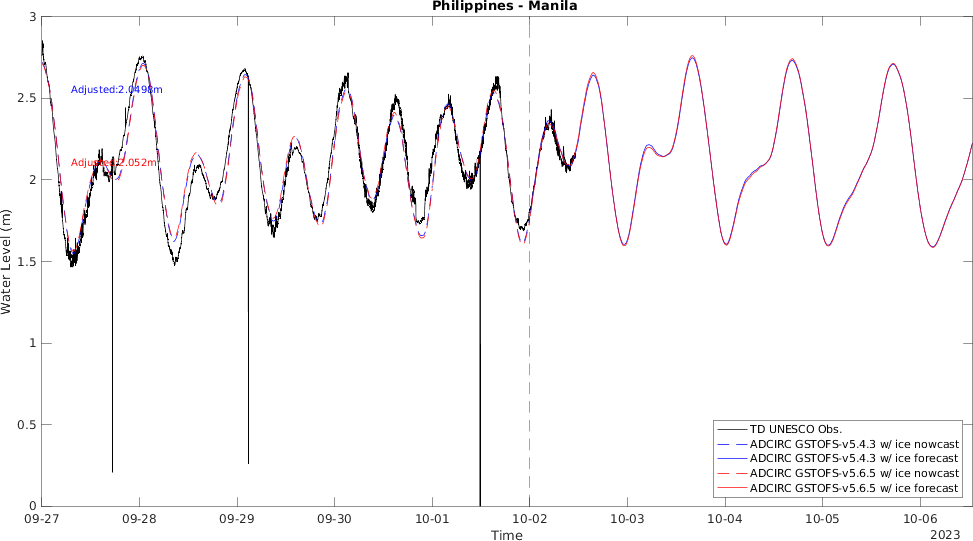 Philippines - Manila
3
2.5
2
1.5
1
0.5
0
Water Level (m)
Adjusted:2.0498m
Adjusted:2.052m
TD UNESCO Obs.
ADCIRC GSTOFS-v5.4.3 w/ ice nowcast
ADCIRC GSTOFS-v5.4.3 w/ ice forecast
ADCIRC GSTOFS-v5.6.5 w/ ice nowcast
ADCIRC GSTOFS-v5.6.5 w/ ice forecast
09-27 09-28 09-29 09-30 10-01 10-02 10-03 10-04 10-05 10-06
Time
2023